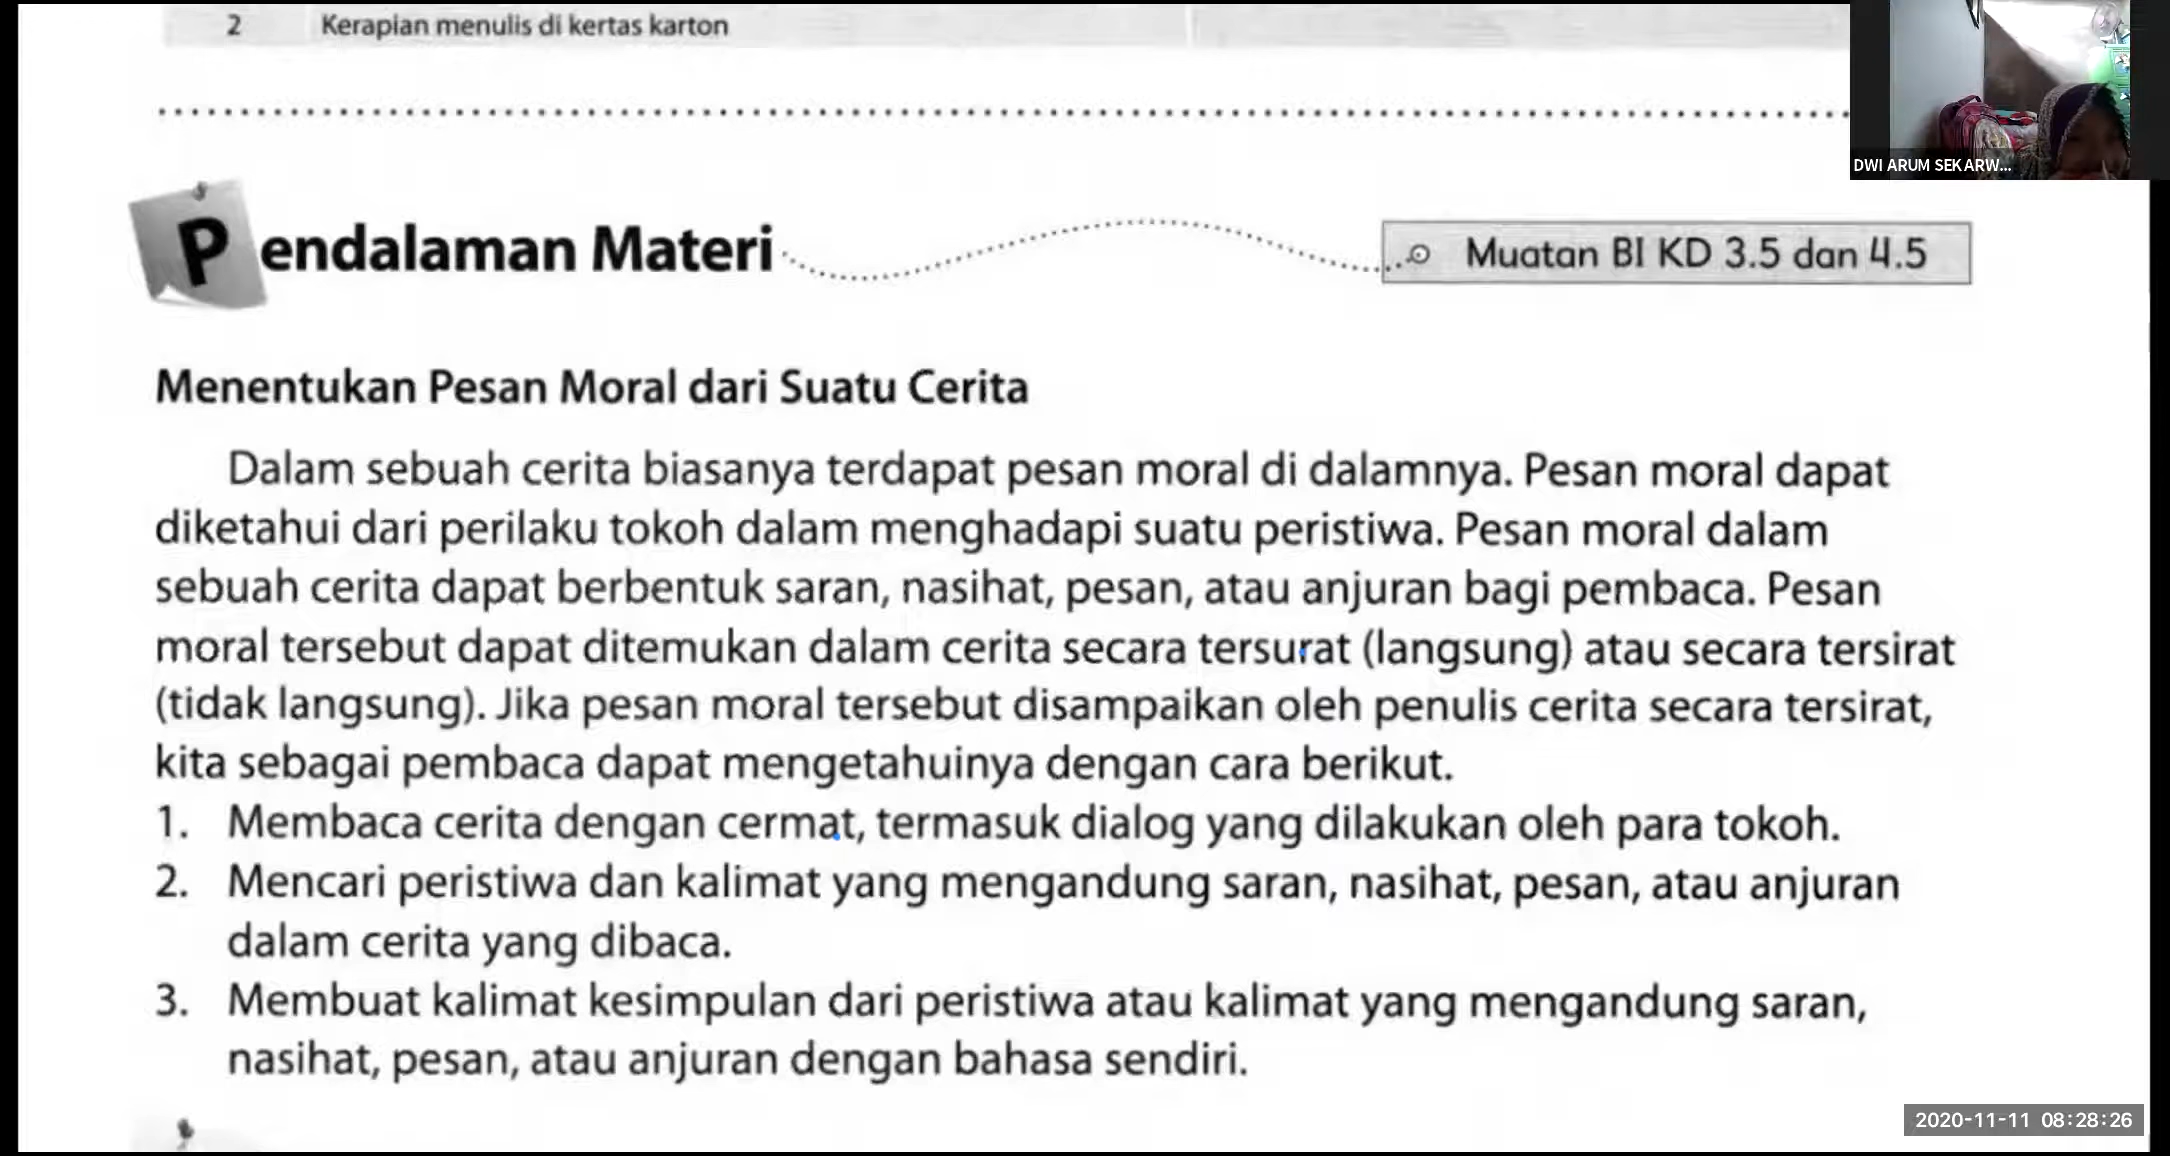 2 Kerapian menulis di kertas karton
DWI ARUM SEKARW...
Pendalaman Materi
Muatan BI KD 3.5 dan 4.5
Menentukan Pesan Moral dari Suatu Cerita
Dalam sebuah cerita biasanya terdapat pesan moral di dalamnya. Pesan moral dapat
diketahui dari perilaku tokoh dalam menghadapi suatu peristiwa. Pesan moral dalam
sebuah cerita dapat berbentuk saran, nasihat, pesan, atau anjuran bagi pembaca. Pesan
moral tersebut dapat ditemukan dalam cerita secara tersurat (langsung) atau secara tersirat
(tidak langsung). Jika pesan moral tersebut disampaikan oleh penulis cerita secara tersirat,
kita sebagai pembaca dapat mengetahuinya dengan cara berikut.
1. Membaca cerita dengan cermat, termasuk dialog yang dilakukan oleh para tokoh.
2. Mencari peristiwa dan kalimat yang mengandung saran, nasihat, pesan, atau anjuran
dalam cerita yang dibaca.
3. Membuat kalimat kesimpulan dari peristiwa atau kalimat yang mengandung saran,
nasihat, pesan, atau anjuran dengan bahasa sendiri.
2020-11-11 08:28:26